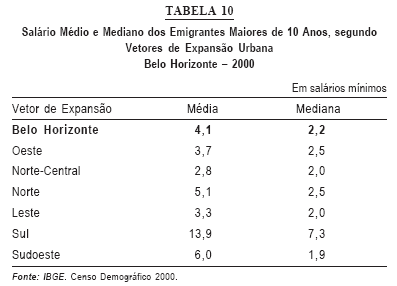 TABELA 10
Salário Médio e Mediano dos Emigrantes Maiores de 10 Anos, segundo
Vetores de Expansão Urbana
Belo Horizonte – 2000
Em salários mínimos
Vetor de Expansão Média Mediana
Belo Horizonte 4,1 2,2
Oeste 3,7 2,5
Norte-Central 2,8 2,0
Norte 5,1 2,5
Leste 3,3 2,0
Sul 13,9 7,3
Sudoeste 6,0 1,9
Fonte: IBGE. Censo Demográfico 2000.